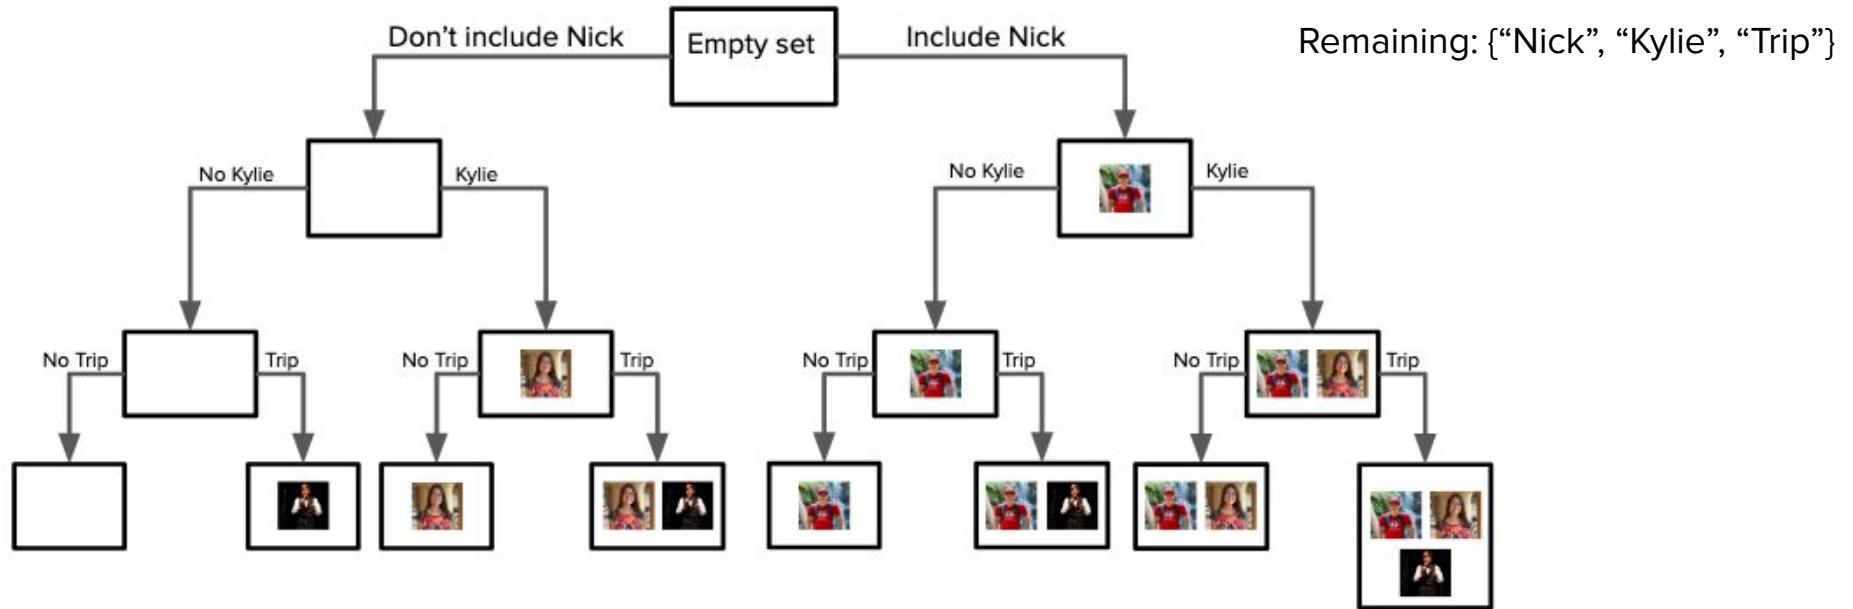 Don't include Nick
Empty set
Include Nick
Remaining: {“Nick”, “Kylie”, “Trip”}
No Kylie
Kylie
No Kylie
Kylie
No Trip
Trip
No Trip
Trip
No Trip
Trip
No Trip
Trip